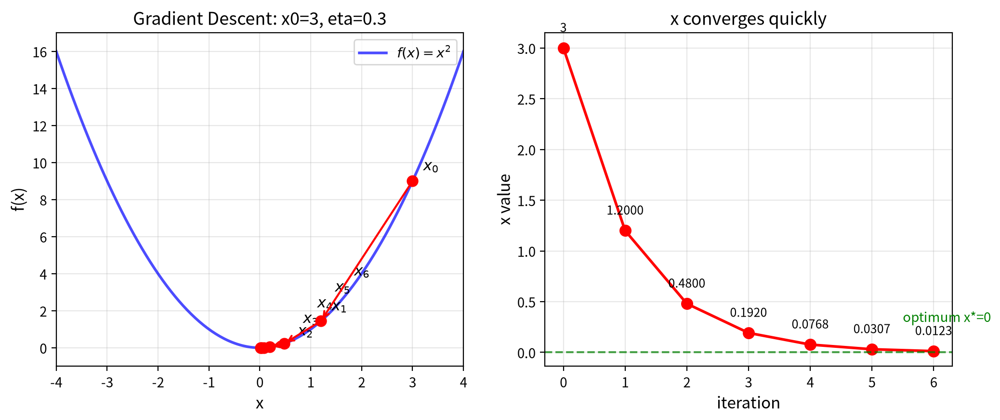 Gradient Descent: x0=3, eta=0.3
f(x) = x²
16
14
12
10
8
6
4
2
0
f(x)
x₀
x₆
x₅
x₄
x₁
x₃
x₂
-4 -3 -2 -1 0 1 2 3 4
x
x converges quickly
3
3.0
2.5
2.0
1.5
1.0
0.5
0.0
x value
1.2000
0.4800
0.1920
0.0768
0.0307
0.0123
optimum x*=0
0 1 2 3 4 5 6
iteration